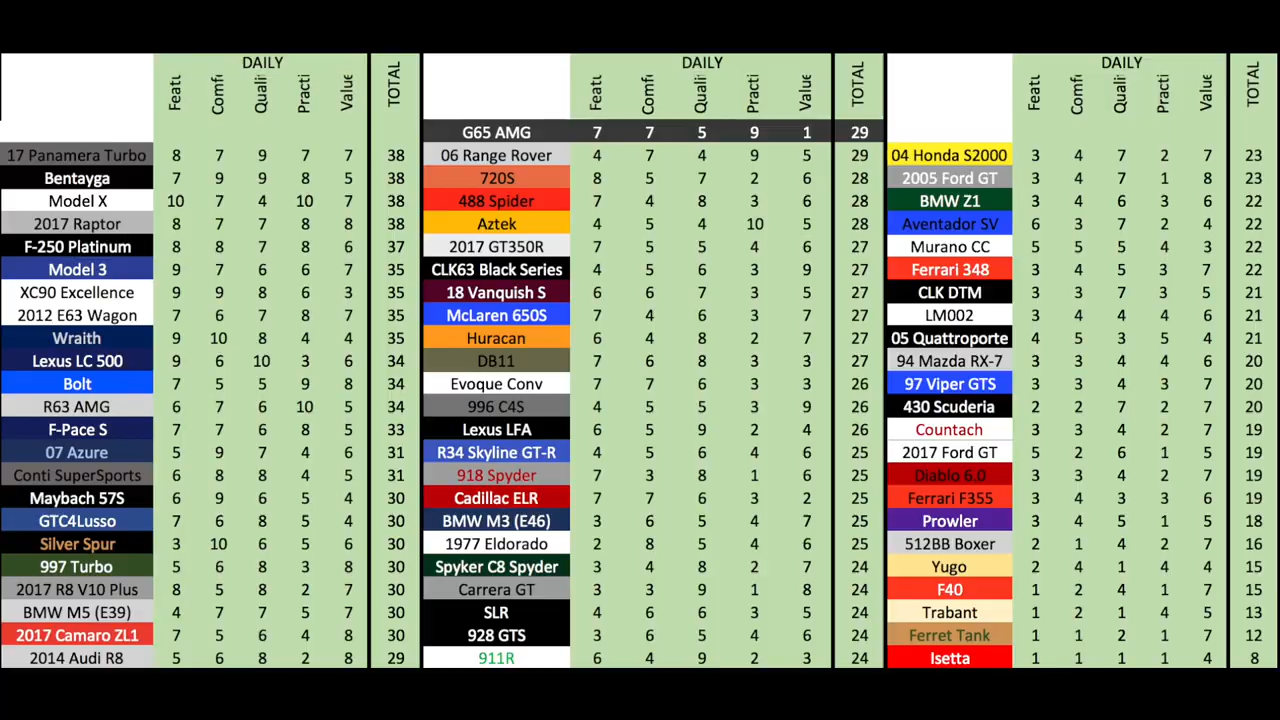 DAILY
Featu Comfo Qualit Practi Value TOTAL
17 Panamera Turbo 8 7 9 7 7 38
Bentayga 7 9 9 8 5 38
Model X 10 7 4 10 7 38
2017 Raptor 8 7 7 8 8 38
F-250 Platinum 8 8 7 8 6 37
Model 3 9 7 6 6 7 35
XC90 Excellence 9 9 8 6 3 35
2012 E63 Wagon 7 6 7 8 7 35
Wraith 9 10 8 4 4 35
Lexus LC 500 9 6 10 3 6 34
Bolt 7 5 5 9 8 34
R63 AMG 6 7 6 10 5 34
F-Pace S 7 7 6 8 5 33
07 Azure 5 9 7 4 6 31
Conti SuperSports 6 8 8 4 5 31
Maybach 57S 6 9 6 5 4 30
GTC4Lusso 7 6 8 5 4 30
Silver Spur 3 10 6 5 6 30
997 Turbo 5 6 8 3 8 30
2017 R8 V10 Plus 8 5 8 2 7 30
BMW M5 (E39) 4 7 7 5 7 30
2017 Camaro ZL1 7 5 6 4 8 30
2014 Audi R8 5 6 8 2 8 29
DAILY
Featu Comfo Qualit Practi Value TOTAL
G65 AMG 7 7 5 9 1 29
06 Range Rover 4 7 4 9 5 29
720S 8 5 7 2 6 28
488 Spider 7 4 8 3 6 28
Aztek 4 5 4 10 5 28
2017 GT350R 7 5 5 4 6 27
CLK63 Black Series 4 5 6 3 9 27
18 Vanquish S 6 6 7 3 5 27
McLaren 650S 7 4 6 3 7 27
Huracan 6 4 8 2 7 27
DB11 7 6 8 3 3 27
Evoque Conv 7 7 6 3 3 26
996 C4S 4 5 5 3 9 26
Lexus LFA 6 5 9 2 4 26
R34 Skyline GT-R 4 5 6 4 6 25
918 Spyder 7 3 8 1 6 25
Cadillac ELR 7 7 6 3 2 25
BMW M3 (E46) 3 6 5 4 7 25
1977 Eldorado 2 8 5 4 6 25
Spyker C8 Spyder 3 4 8 2 7 24
Carrera GT 3 3 9 1 8 24
SLR 4 6 6 3 5 24
928 GTS 3 6 5 4 6 24
911R 6 4 9 2 3 24
DAILY
Featu Comfo Qualit Practi Value TOTAL
04 Honda S2000 3 4 7 2 7 23
2005 Ford GT 3 4 7 1 8 23
BMW Z1 3 4 6 3 6 22
Aventador SV 6 3 7 2 4 22
Murano CC 5 5 5 4 3 22
Ferrari 348 3 4 5 3 7 22
CLK DTM 3 3 7 3 5 21
LM002 3 4 4 4 6 21
05 Quattroporte 4 5 3 5 4 21
94 Mazda RX-7 3 3 4 4 6 20
97 Viper GTS 3 3 4 3 7 20
430 Scuderia 2 2 7 2 7 20
Countach 3 4 4 1 7 19
2017 Ford GT 5 2 6 1 5 19
Diablo 6.0 3 3 4 2 7 19
Ferrari F355 3 4 3 3 6 19
Prowler 3 4 5 1 5 18
512BB Boxer 2 1 4 2 7 16
Yugo 2 4 1 4 4 15
F40 1 2 4 1 7 15
Trabant 1 2 1 4 5 13
Ferret Tank 1 1 2 1 7 12
Isetta 1 1 1 1 4 8